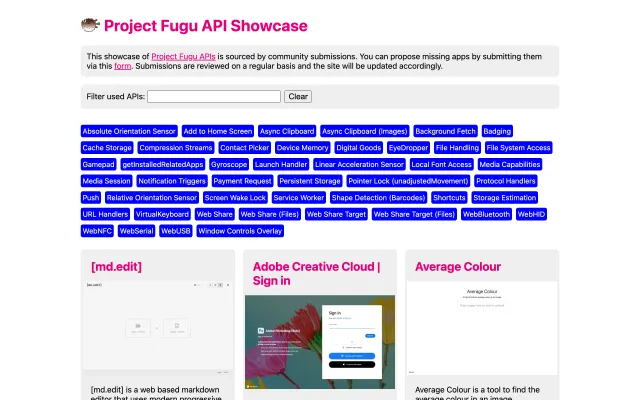 Project Fugu API Showcase
This showcase of Project Fugu APIs is sourced by community submissions. You can propose missing apps by submitting them
via this form. Submissions are reviewed on a regular basis and the site will be updated accordingly.
Filter used APIs: Clear
Absolute Orientation Sensor Add to Home Screen Async Clipboard Async Clipboard (Images) Background Fetch Badging
Cache Storage Compression Streams Contact Picker Device Memory Digital Goods EyeDropper File Handling File System Access
Gamepad getInstalledRelatedApps Gyroscope Launch Handler Linear Acceleration Sensor Local Font Access Media Capabilities
Media Session Notification Triggers Payment Request Persistent Storage Pointer Lock (unadjustedMovement) Protocol Handlers
Push Relative Orientation Sensor Screen Wake Lock Service Worker Shape Detection (Barcodes) Shortcuts Storage Estimation
URL Handlers VirtualKeyboard Web Share Web Share (Files) Web Share Target Web Share Target (Files) WebBluetooth WebHID
WebNFC WebSerial WebUSB Window Controls Overlay
[md.edit]
[md.edit]
[md.edit] is a web based markdown
editor that uses modern progressive
Adobe Creative Cloud |
Sign in
Sign in
Average Colour
Average Colour
Average Colour is a tool to find the
average colour in an image.